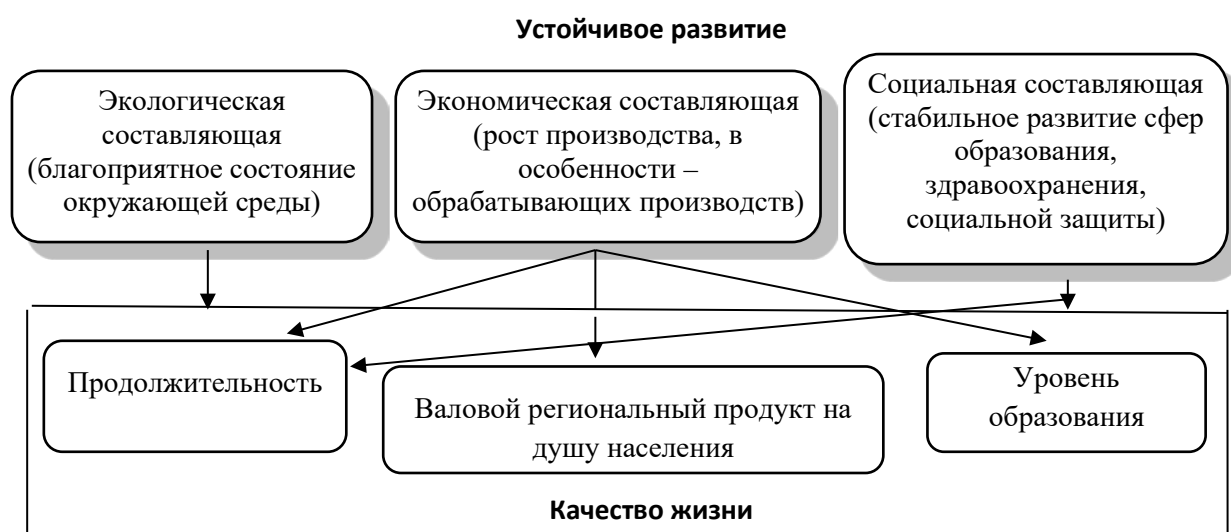 Устойчивое развитие
Экологическая
составляющая
(благоприятное состояние
окружающей среды)
Экономическая составляющая
(рост производства, в
особенности –
обрабатывающих производств)
Социальная составляющая
(стабильное развитие сфер
образования,
здравоохранения,
социальной защиты)
Продолжительность
Валовой региональный продукт на
душу населения
Уровень
образования
Качество жизни